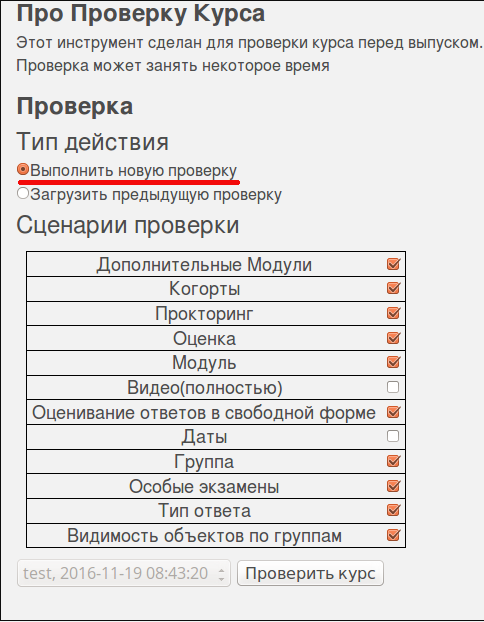 Про Проверку Курса
Этот инструмент сделан для проверки курса перед выпуском.
Проверка может занять некоторое время
Проверка
Тип действия
Выполнить новую проверку
Загрузить предыдущую проверку
Сценарии проверки
Дополнительные Модули
Когорты
Прокторинг
Оценка
Модуль
Видео(полностью)
Оценивание ответов в свободной форме
Даты
Группа
Особые экзамены
Тип ответа
Видимость объектов по группам
test, 2016-11-19 08:43:20
Проверить курс